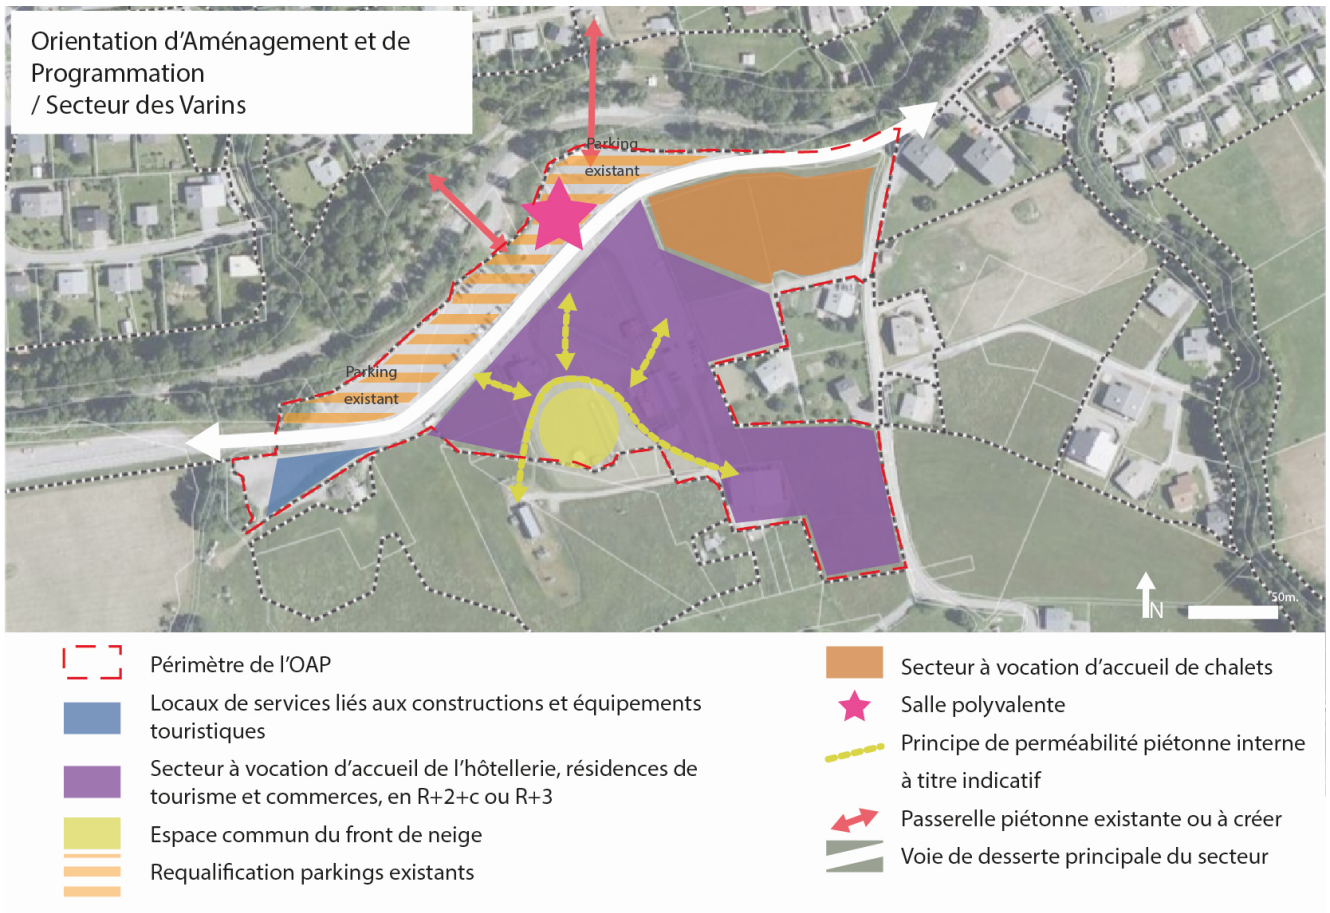 Orientation d’Aménagement et de
Programmation
/ Secteur des Varins
Parking
existant
Parking
existant
N
50m.
Périmètre de l’OAP
Locaux de services liés aux constructions et équipements
touristiques
Secteur à vocation d’accueil de l’hôtellerie, résidences de
tourisme et commerces, en R+2+c ou R+3
Espace commun du front de neige
Requalification parkings existants
Secteur à vocation d’accueil de chalets
Salle polyvalente
Principe de perméabilité piétonne interne
à titre indicatif
Passerelle piétonne existante ou à créer
Voie de desserte principale du secteur